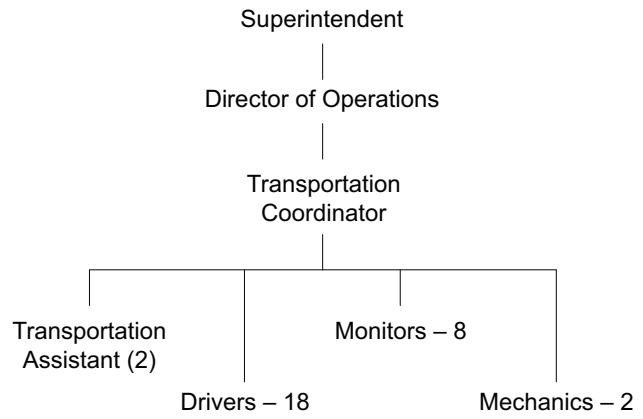 Superintendent
Director of Operations
Transportation
Coordinator
Transportation
Assistant (2)
Monitors – 8
Drivers – 18
Mechanics – 2